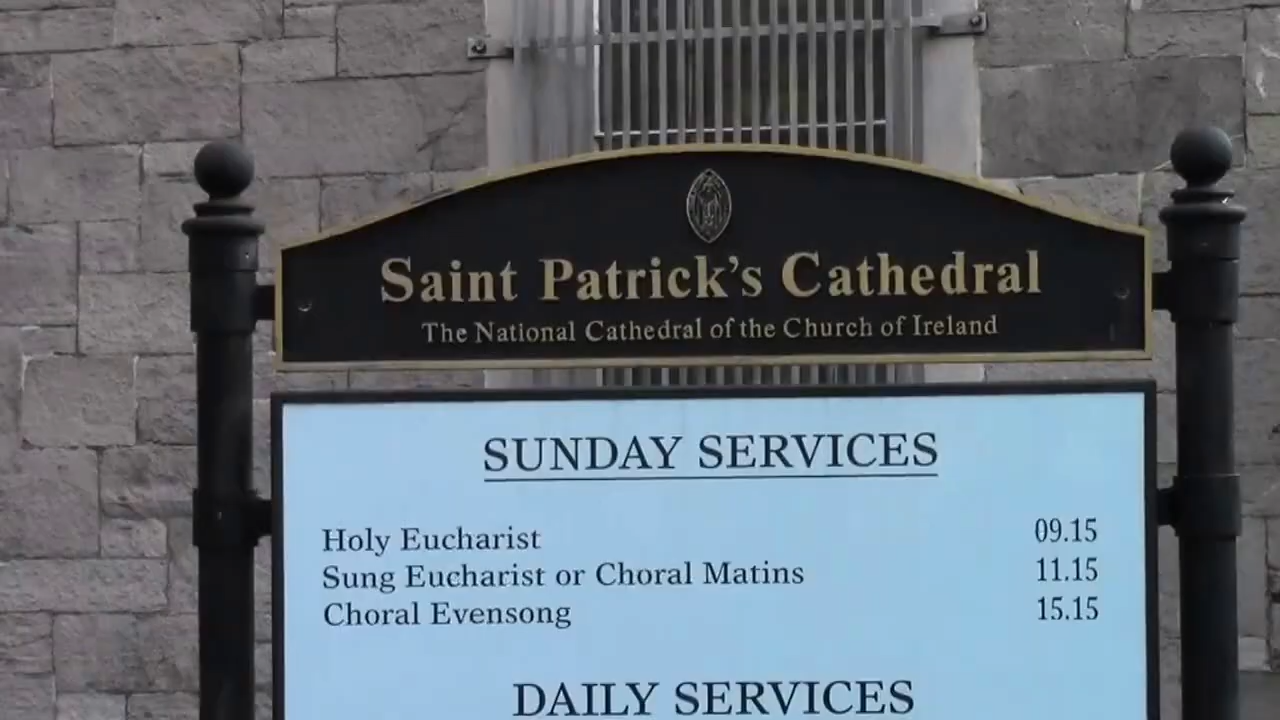 Saint Patrick's Cathedral
The National Cathedral of the Church of Ireland
SUNDAY SERVICES
Holy Eucharist 09.15
Sung Eucharist or Choral Matins 11.15
Choral Evensong 15.15
DAILY SERVICES